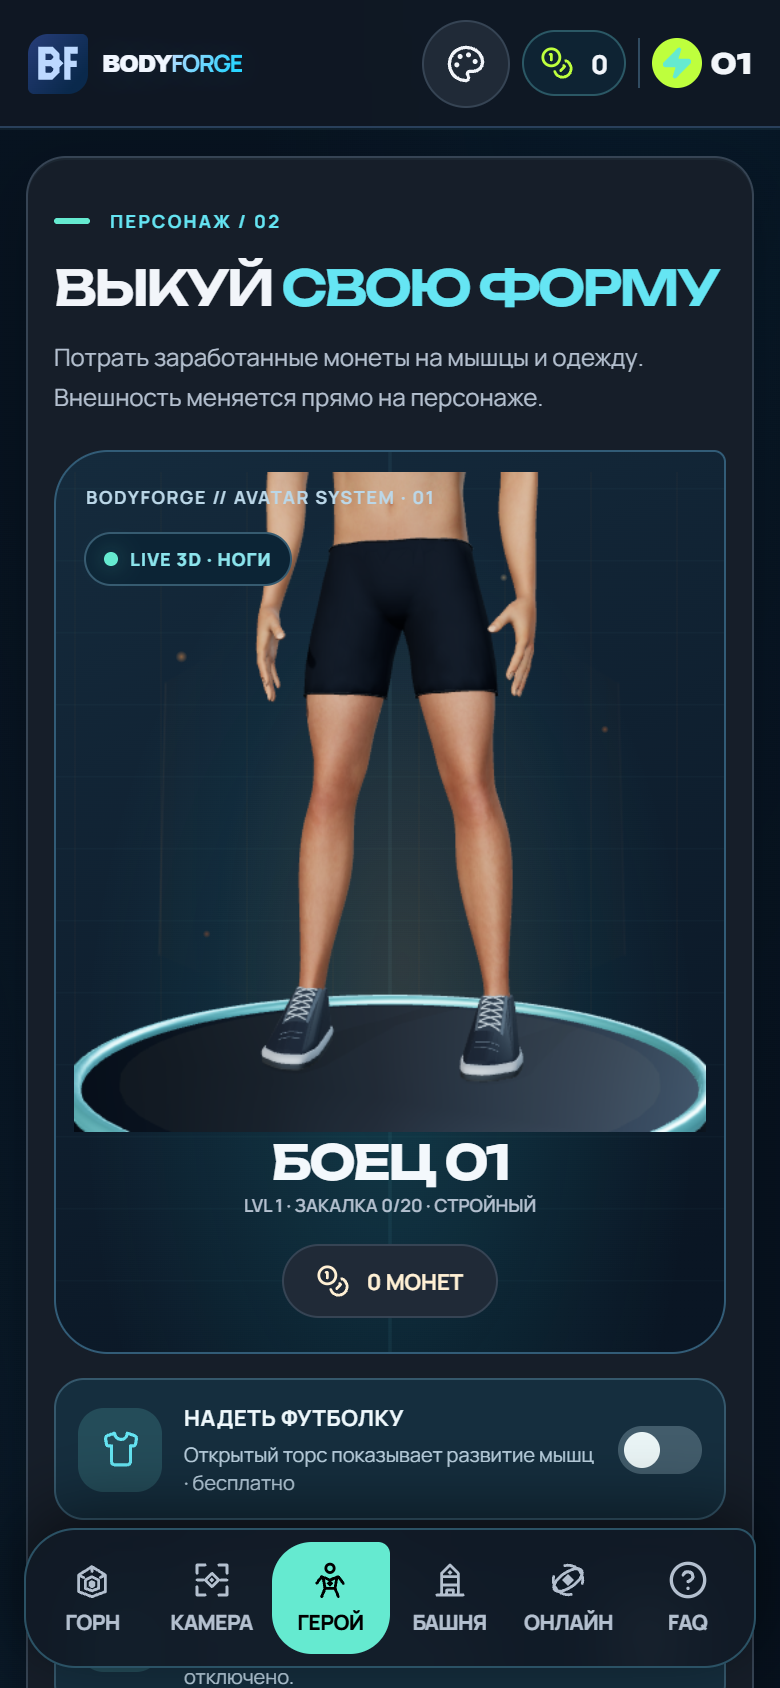 BF BODYFORGE 0 01
ПЕРСОНАЖ / 02
ВЫКУЙ СВОЮ ФОРМУ
Потрать заработанные монеты на мышцы и одежду.
Внешность меняется прямо на персонаже.
BODYFORGE // AVATAR SYSTEM · 01
LIVE 3D · НОГИ
БОЕЦ 01
LVL 1 · ЗАКАЛКА 0/20 · СТРОЙНЫЙ
0 МОНЕТ
НАДЕТЬ ФУТБОЛКУ
Открытый торс показывает развитие мышц
· бесплатно
ГОРН КАМЕРА ГЕРОЙ БАШНЯ ОНЛАЙН FAQ
отключено.